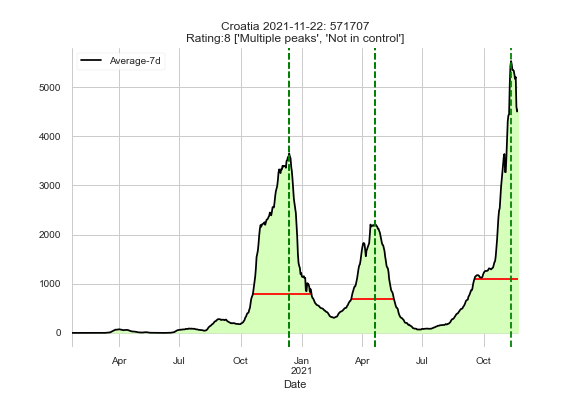 Croatia 2021-11-22: 571707
Rating:8 ['Multiple peaks', 'Not in control']
Average-7d
5000
4000
3000
2000
1000
0
Apr Jul Oct Jan Apr Jul Oct
2021
Date